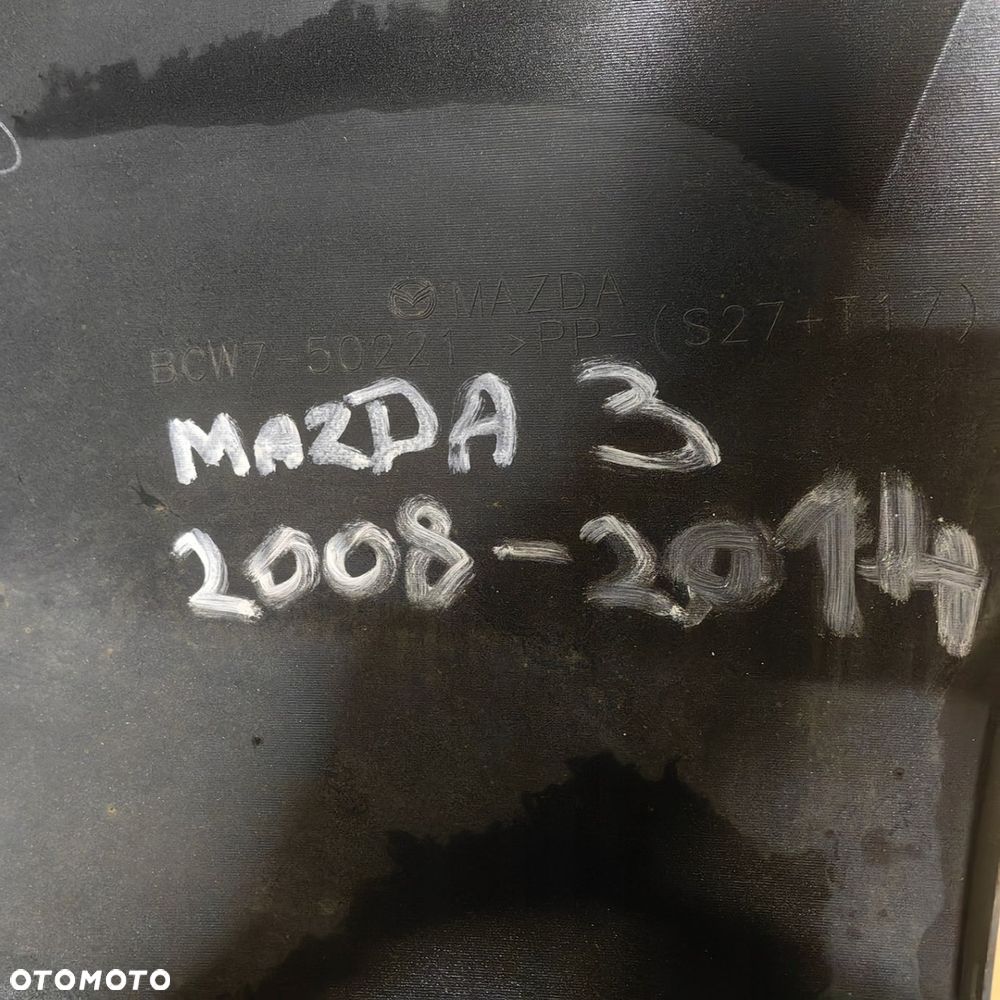 MAZDA
BCW7-50221 >PP-(S27+T17)
MAZDA 3
2008-2014
OTOMOTO